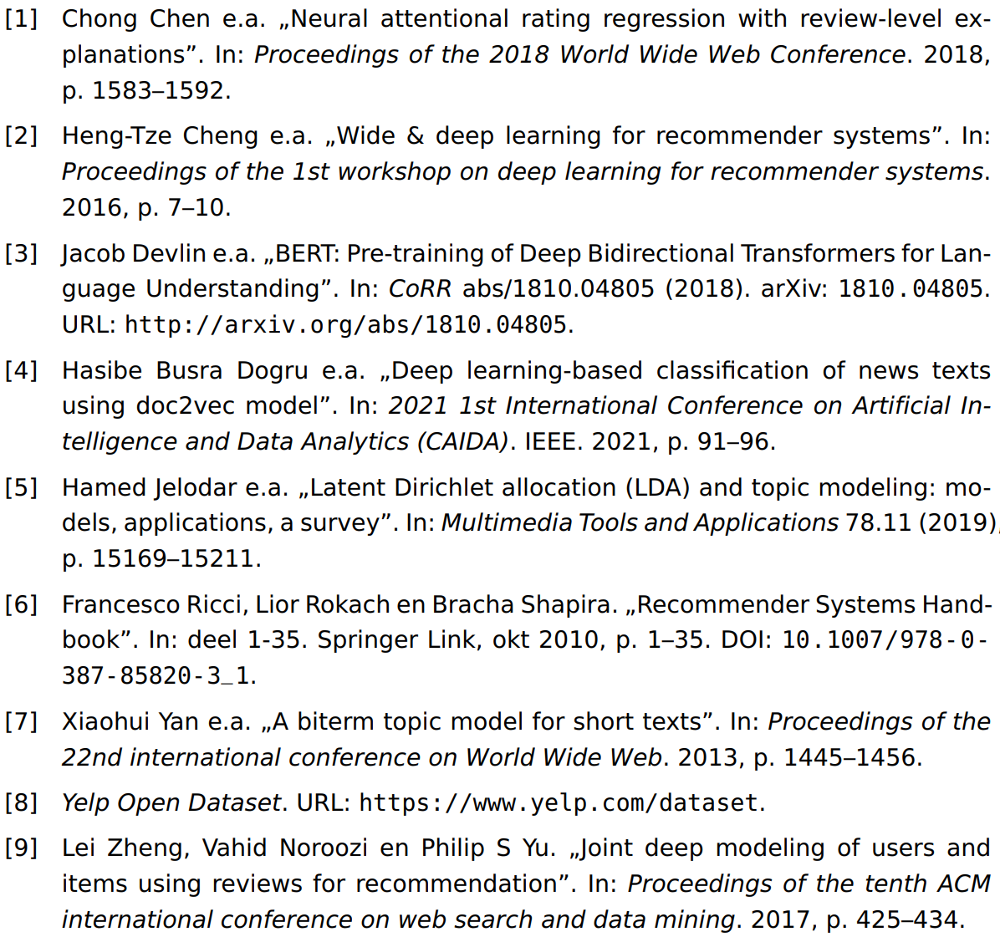 [1] Chong Chen e.a. „Neural attentional rating regression with review-level ex-
planations”. In: Proceedings of the 2018 World Wide Web Conference. 2018,
p. 1583–1592.
[2] Heng-Tze Cheng e.a. „Wide & deep learning for recommender systems”. In:
Proceedings of the 1st workshop on deep learning for recommender systems.
2016, p. 7–10.
[3] Jacob Devlin e.a. „BERT: Pre-training of Deep Bidirectional Transformers for Lan-
guage Understanding”. In: CoRR abs/1810.04805 (2018). arXiv: 1810.04805.
URL: http://arxiv.org/abs/1810.04805.
[4] Hasibe Busra Dogru e.a. „Deep learning-based classification of news texts
using doc2vec model”. In: 2021 1st International Conference on Artificial In-
telligence and Data Analytics (CAIDA). IEEE. 2021, p. 91–96.
[5] Hamed Jelodar e.a. „Latent Dirichlet allocation (LDA) and topic modeling: mo-
dels, applications, a survey”. In: Multimedia Tools and Applications 78.11 (2019),
p. 15169–15211.
[6] Francesco Ricci, Lior Rokach en Bracha Shapira. „Recommender Systems Hand-
book”. In: deel 1-35. Springer Link, okt 2010, p. 1–35. DOI: 10.1007/978-0-
387-85820-3_1.
[7] Xiaohui Yan e.a. „A biterm topic model for short texts”. In: Proceedings of the
22nd international conference on World Wide Web. 2013, p. 1445–1456.
[8] Yelp Open Dataset. URL: https://www.yelp.com/dataset.
[9] Lei Zheng, Vahid Noroozi en Philip S Yu. „Joint deep modeling of users and
items using reviews for recommendation”. In: Proceedings of the tenth ACM
international conference on web search and data mining. 2017, p. 425–434.